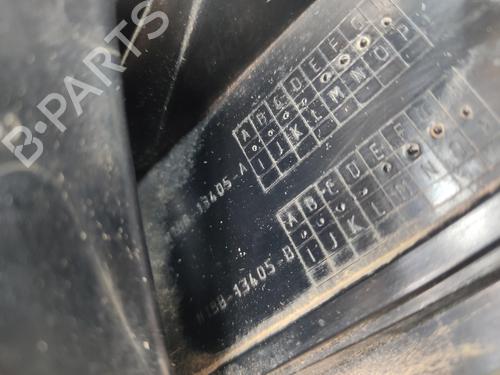 B-PARTS
A B C D E F G
I J K L M N O P
-13405-A
A B C D E F
I J K L M N
-13405-B